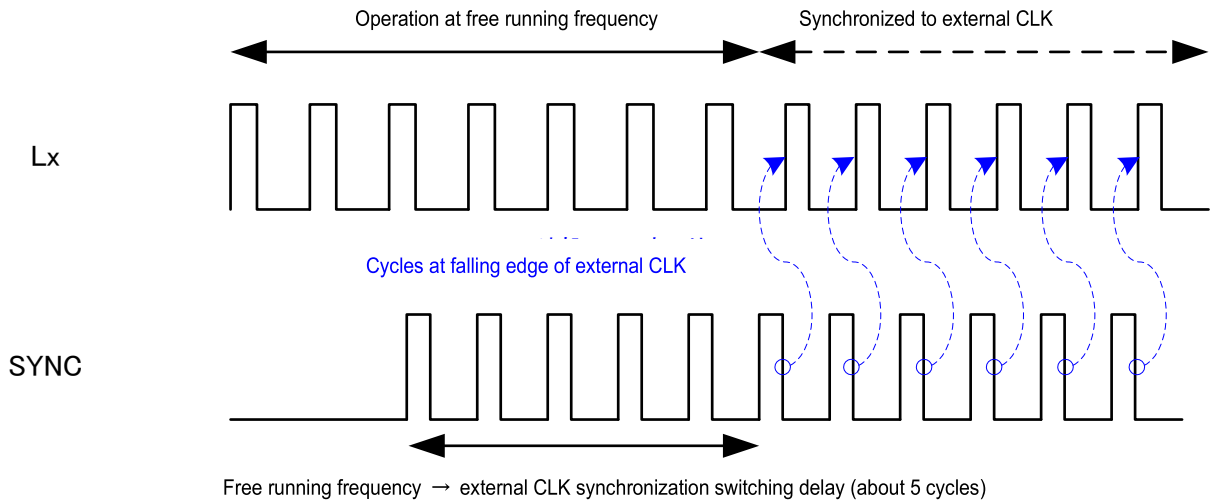 Operation at free running frequency
Synchronized to external CLK
Lx
Cycles at falling edge of external CLK
SYNC
Free running frequency → external CLK synchronization switching delay (about 5 cycles)